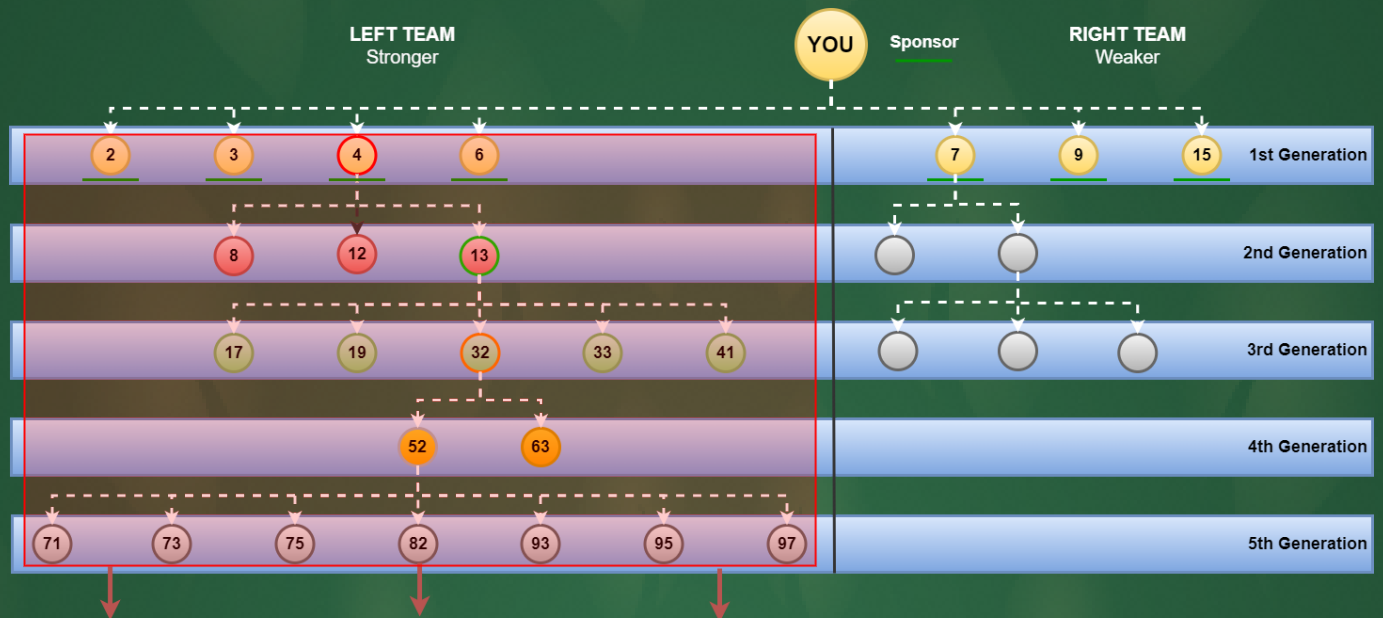 LEFT TEAM
Stronger
YOU
Sponsor
RIGHT TEAM
Weaker
2 3 4 6 7 9 15 1st Generation
8 12 13 2nd Generation
17 19 32 33 41 3rd Generation
52 63 4th Generation
71 73 75 82 93 95 97 5th Generation